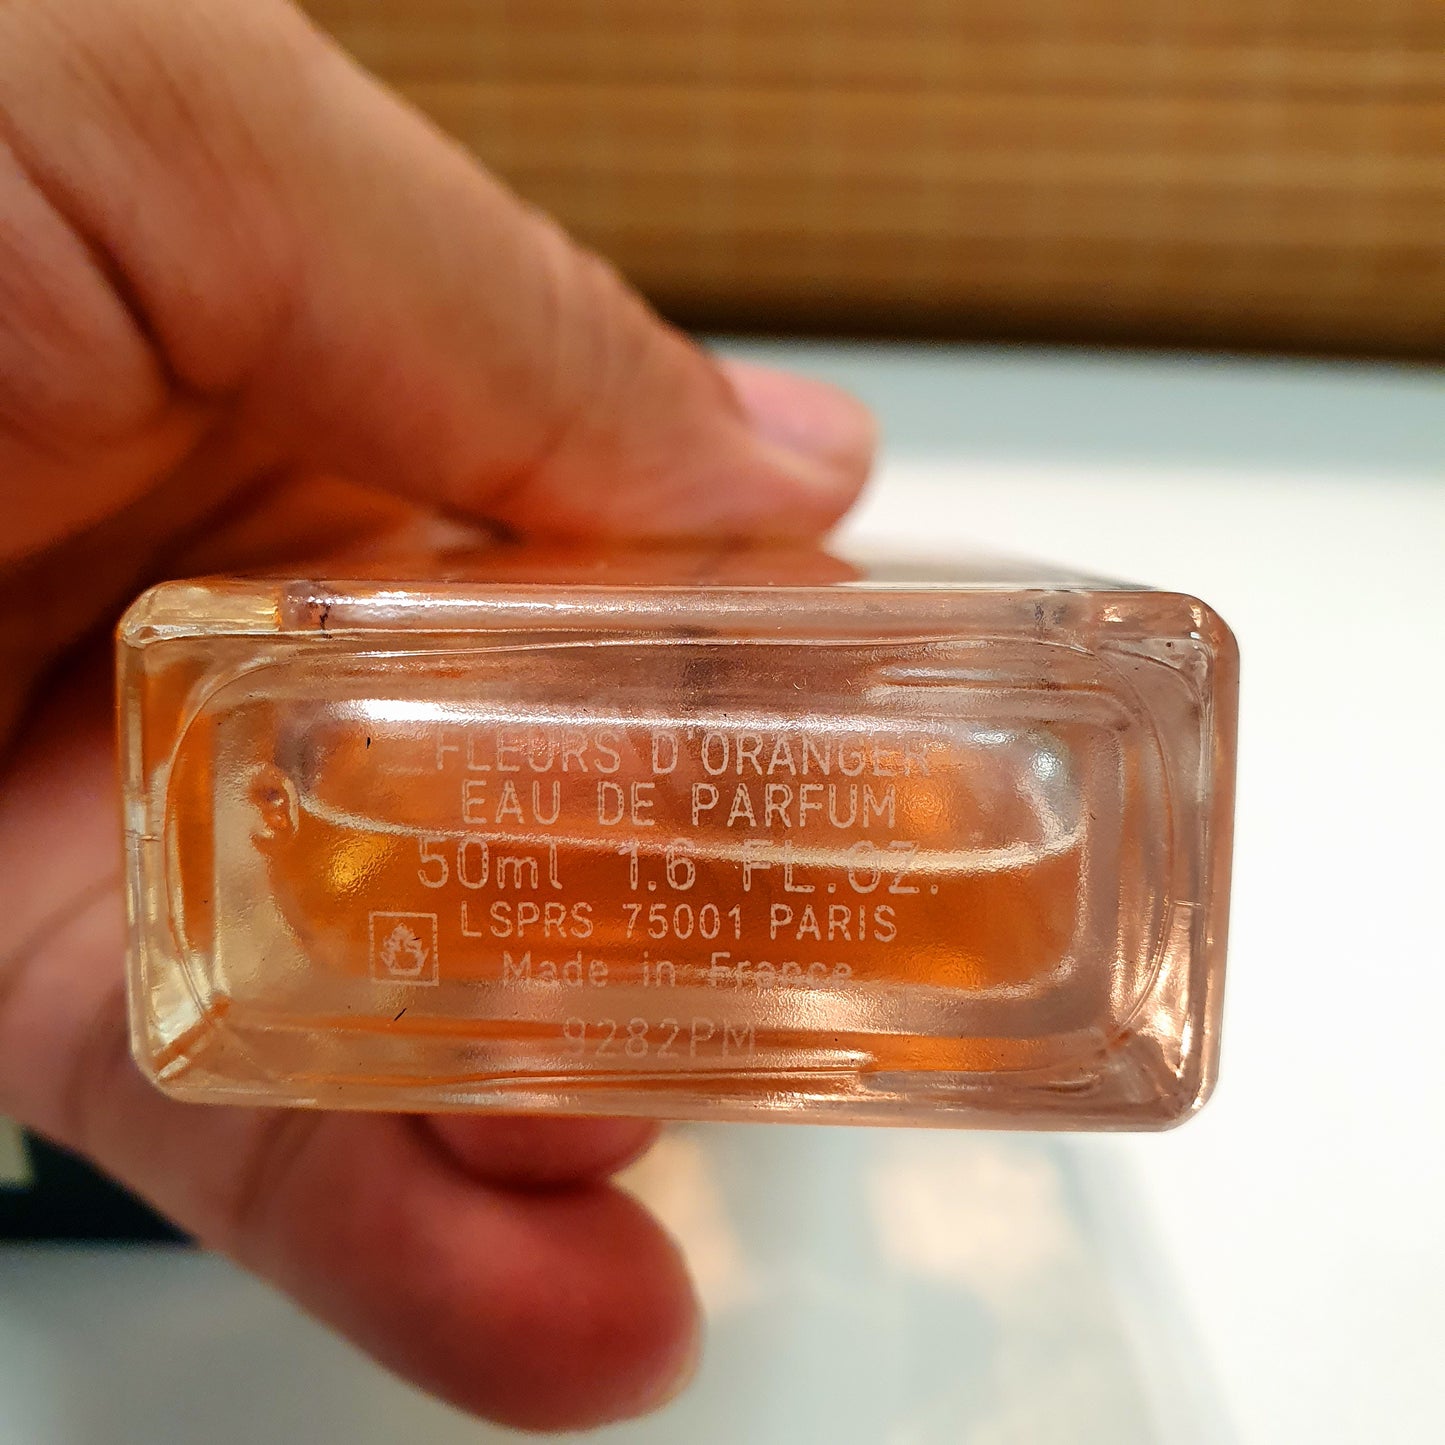 FLEURS D'ORANGER
EAU DE PARFUM
50ml 1.6 FL.OZ.
LSPRS 75001 PARIS
Made in France
9282PM